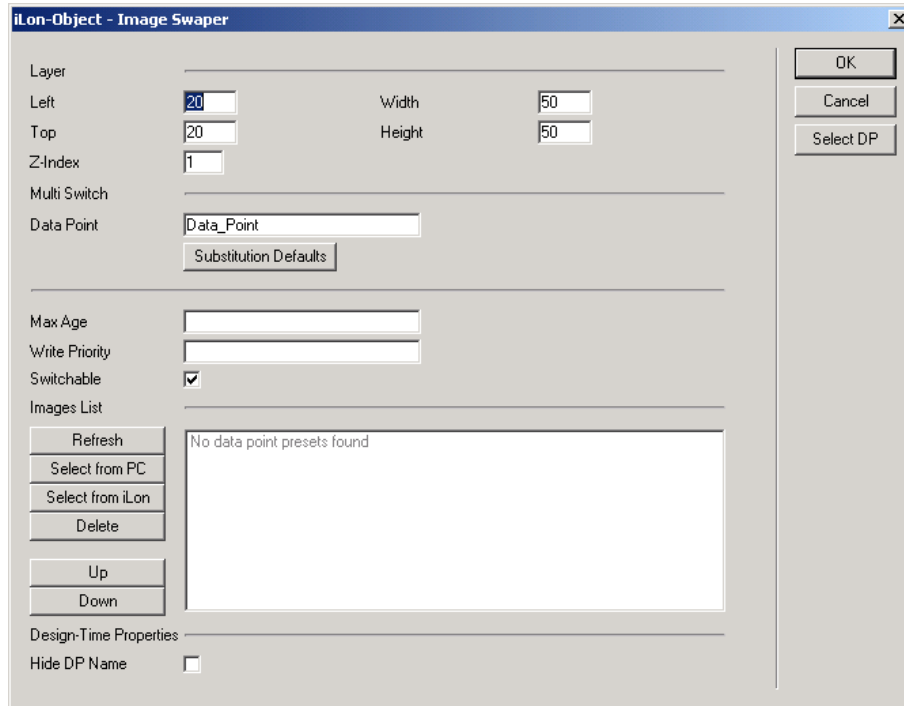 iLon-Object - Image Swaper
Layer
OK
Left 20 Width 50
Cancel
Top 20 Height 50
Select DP
Z-Index 1
Multi Switch
Data Point Data_Point
Substitution Defaults
Max Age
Write Priority
Switchable
Images List
Refresh No data point presets found
Select from PC
Select from iLon
Delete
Up
Down
Design-Time Properties
Hide DP Name